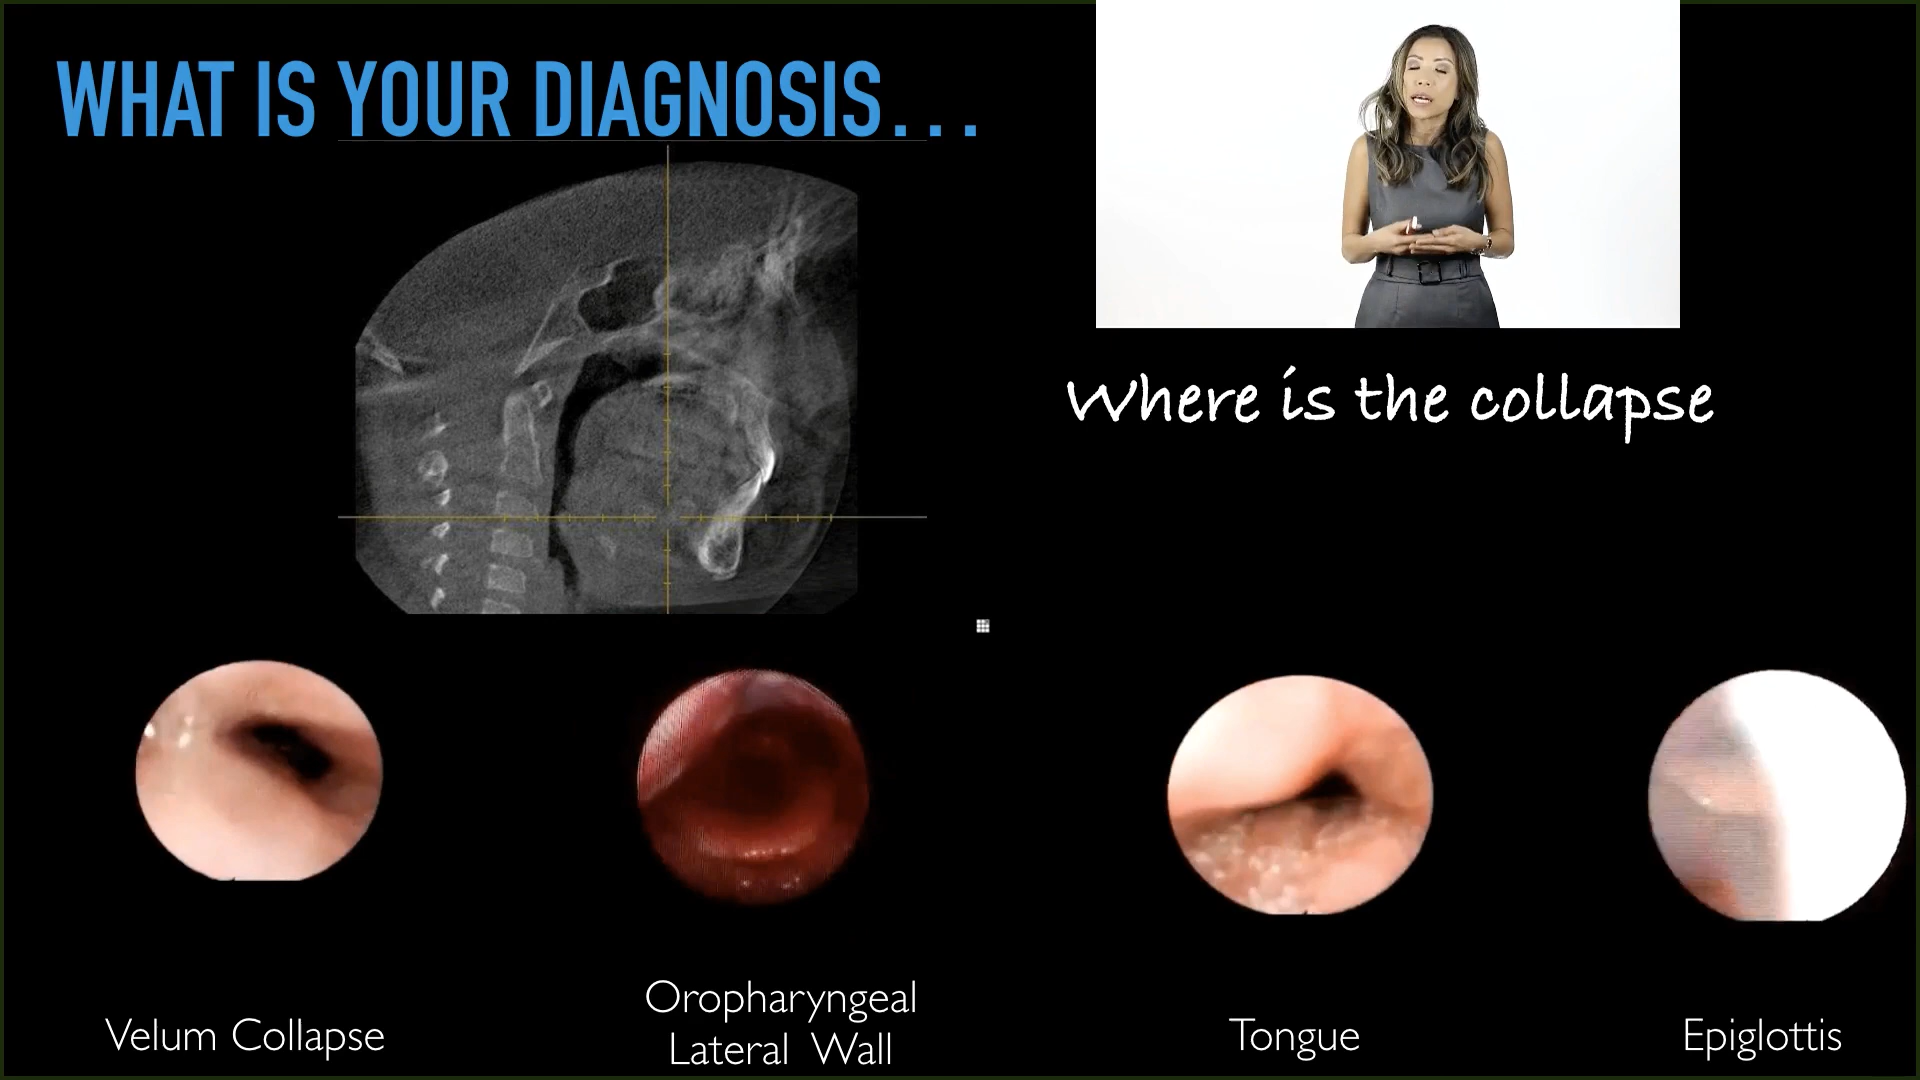 WHAT IS YOUR DIAGNOSIS...
Where is the collapse
Velum Collapse
Oropharyngeal
Lateral Wall
Tongue
Epiglottis